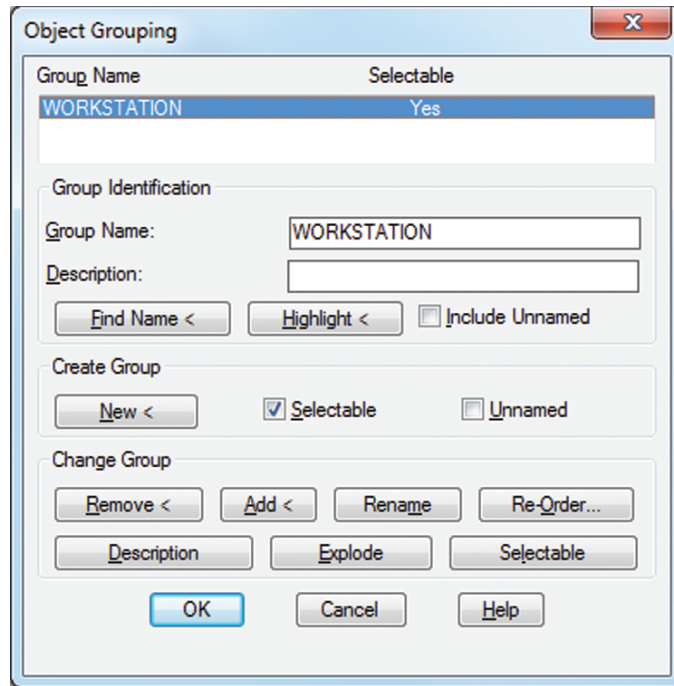 Object Grouping
Group Name Selectable
WORKSTATION Yes
Group Identification
Group Name: WORKSTATION
Description:
Find Name < Highlight < Include Unnamed
Create Group
New < Selectable Unnamed
Change Group
Remove < Add < Rename Re-Order...
Description Explode Selectable
OK Cancel Help